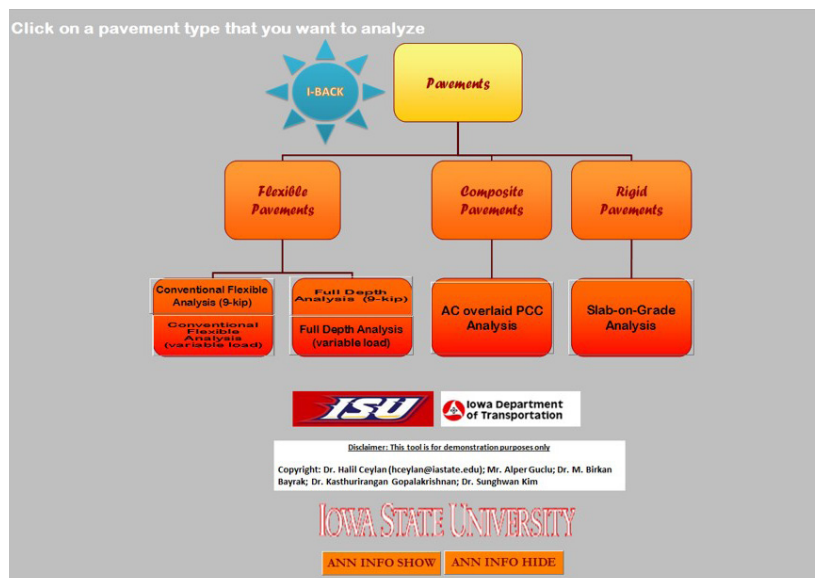 Click on a pavement type that you want to analyze
I-BACK
Pavements
Flexible
Pavements
Composite
Pavements
Rigid
Pavements
Conventional Flexible
Analysis (9-kip)
Conventional
Flexible
Analysis
(variable load)
Full Depth
Analysis (9-kip)
Full Depth Analysis
(variable load)
AC overlaid PCC
Analysis
Slab-on-Grade
Analysis
ISU
Iowa Department
of Transportation
Disclaimer: This tool is for demonstration purposes only
Copyright: Dr. Halil Ceylan (hceylan@iastate.edu); Mr. Alper Guclu; Dr. M. Birkan
Bayrak; Dr. Kasthurirangan Gopalakrishnan; Dr. Sunghwan Kim
IOWA STATE UNIVERSITY
ANN INFO SHOW
ANN INFO HIDE